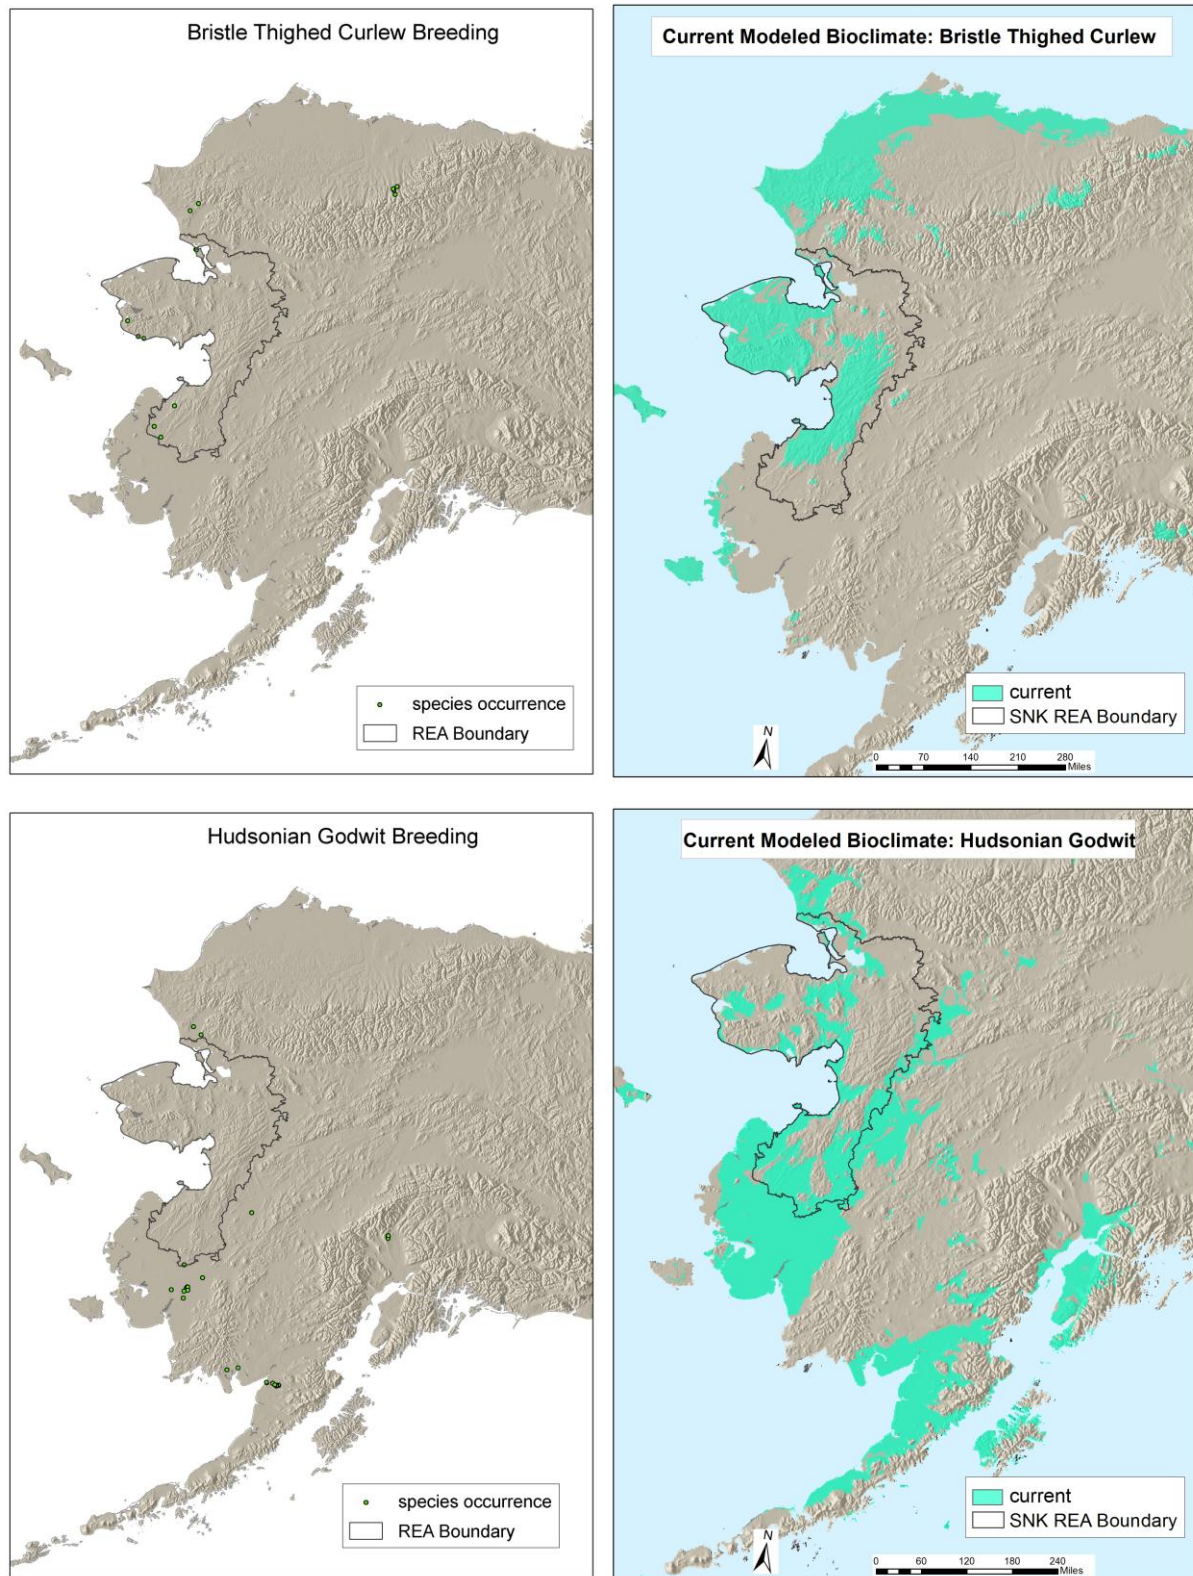 Bristle Thighed Curlew Breeding
species occurrence
REA Boundary
Current Modeled Bioclimate: Bristle Thighed Curlew
current
SNK REA Boundary
N
0 70 140 210 280
Miles
Hudsonian Godwit Breeding
species occurrence
REA Boundary
Current Modeled Bioclimate: Hudsonian Godwit
current
SNK REA Boundary
N
0 60 120 180 240
Miles